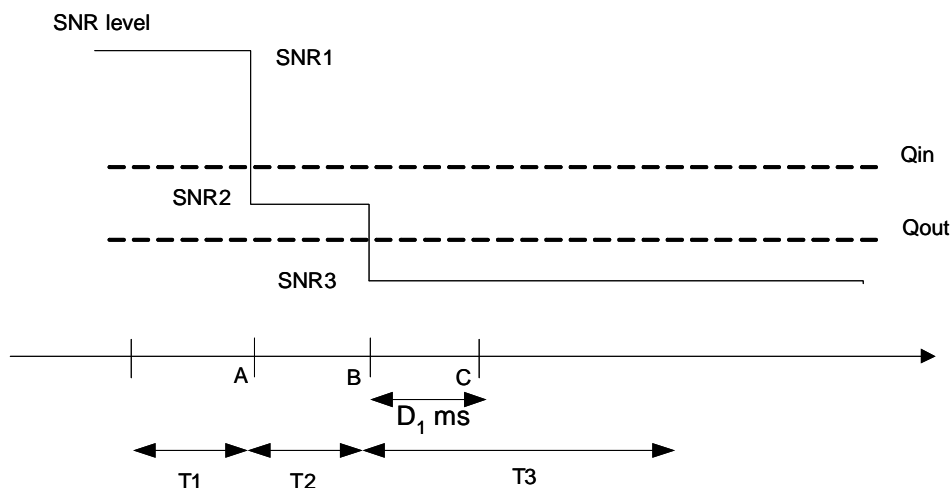 SNR level
SNR1
Qin
SNR2
Qout
SNR3
A
B
C
D₁ ms
T1
T2
T3